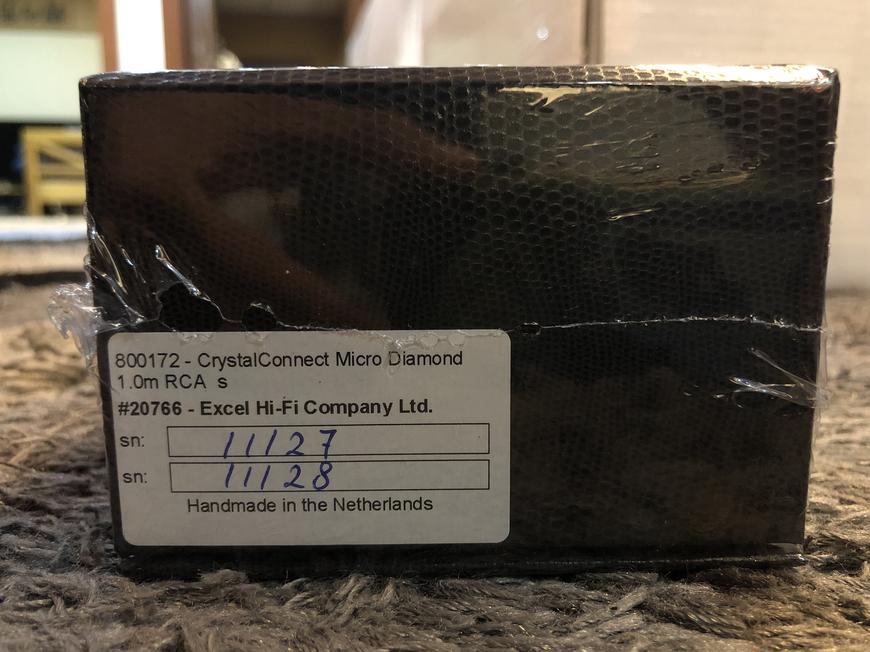 800172 - CrystalConnect Micro Diamond
1.0m RCA s
#20766 - Excel Hi-Fi Company Ltd.
sn: 11127
sn: 11128
Handmade in the Netherlands